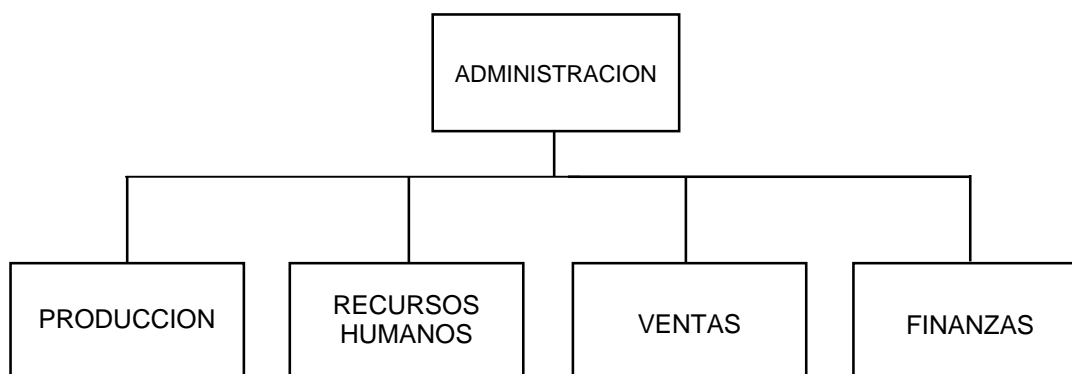 ADMINISTRACION
PRODUCCION
RECURSOS
HUMANOS
VENTAS
FINANZAS